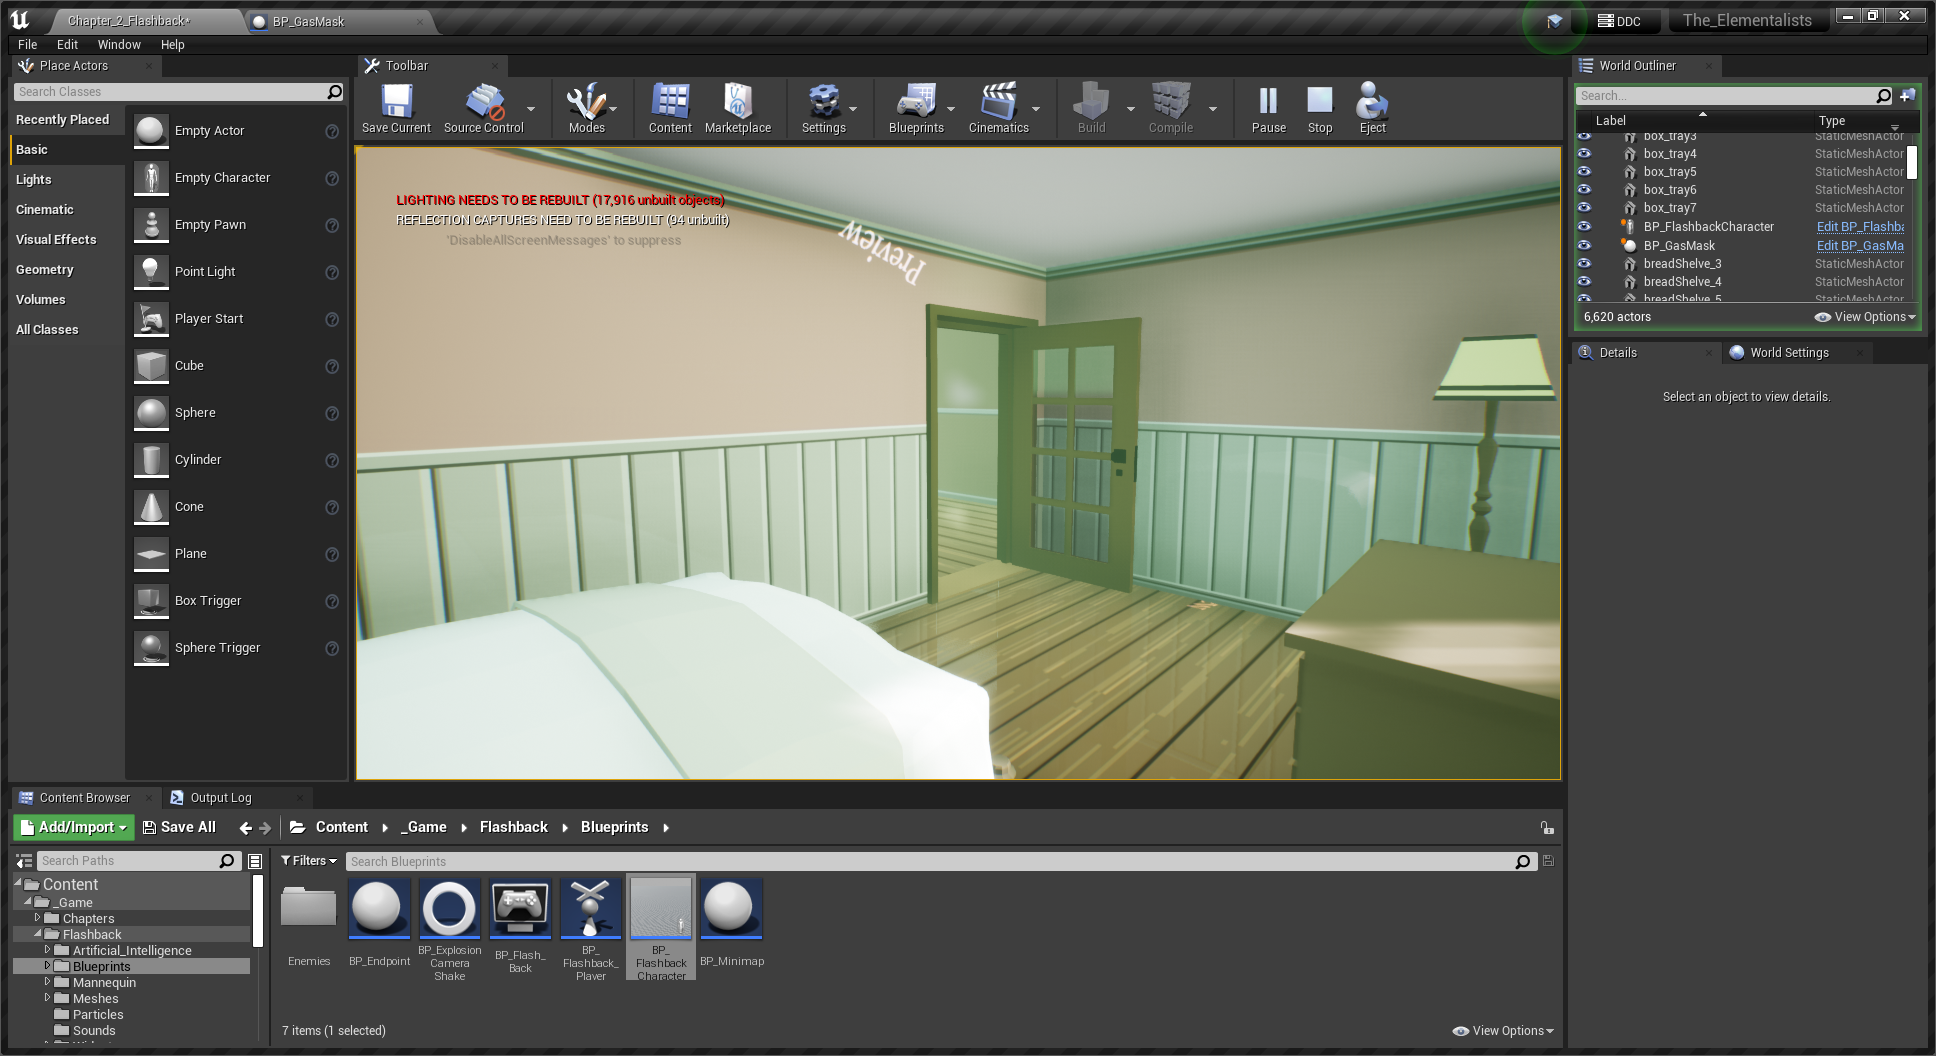 Chapter_2_Flashback*
BP_GasMask
DDC
The_Elementalists
File Edit Window Help
Place Actors
Search Classes
Recently Placed
Basic
Lights
Cinematic
Visual Effects
Geometry
Volumes
All Classes
Empty Actor
Empty Character
Empty Pawn
Point Light
Player Start
Cube
Sphere
Cylinder
Cone
Plane
Box Trigger
Sphere Trigger
Toolbar
Save Current
Source Control
Modes
Content
Marketplace
Settings
Blueprints
Cinematics
Build
Compile
Pause
Stop
Eject
LIGHTING NEEDS TO BE REBUILT (17,916 unbuilt objects)
REFLECTION CAPTURES NEED TO BE REBUILT (94 unbuilt)
'DisableAllScreenMessages' to suppress
Preview
World Outliner
Search...
Label Type
box_tray3 StaticMeshActor
box_tray4 StaticMeshActor
box_tray5 StaticMeshActor
box_tray6 StaticMeshActor
box_tray7 StaticMeshActor
BP_FlashbackCharacter Edit BP_Flashba
BP_GasMask Edit BP_GasMa
breadShelve_3 StaticMeshActor
breadShelve_4 StaticMeshActor
breadShelve_5 StaticMeshActor
6,620 actors
View Options
Details
World Settings
Select an object to view details.
Content Browser
Output Log
Add/Import
Save All
Content
_Game
Flashback
Blueprints
Search Paths
Content
_Game
Chapters
Flashback
Artificial_Intelligence
Blueprints
Mannequin
Meshes
Particles
Sounds
Filters
Search Blueprints
Enemies
BP_Endpoint
BP_Explosion
Camera
Shake
BP_Flash_
Back
BP_
Flashback_
Player
BP_
Flashback
Character
BP_Minimap
7 items (1 selected)
View Options